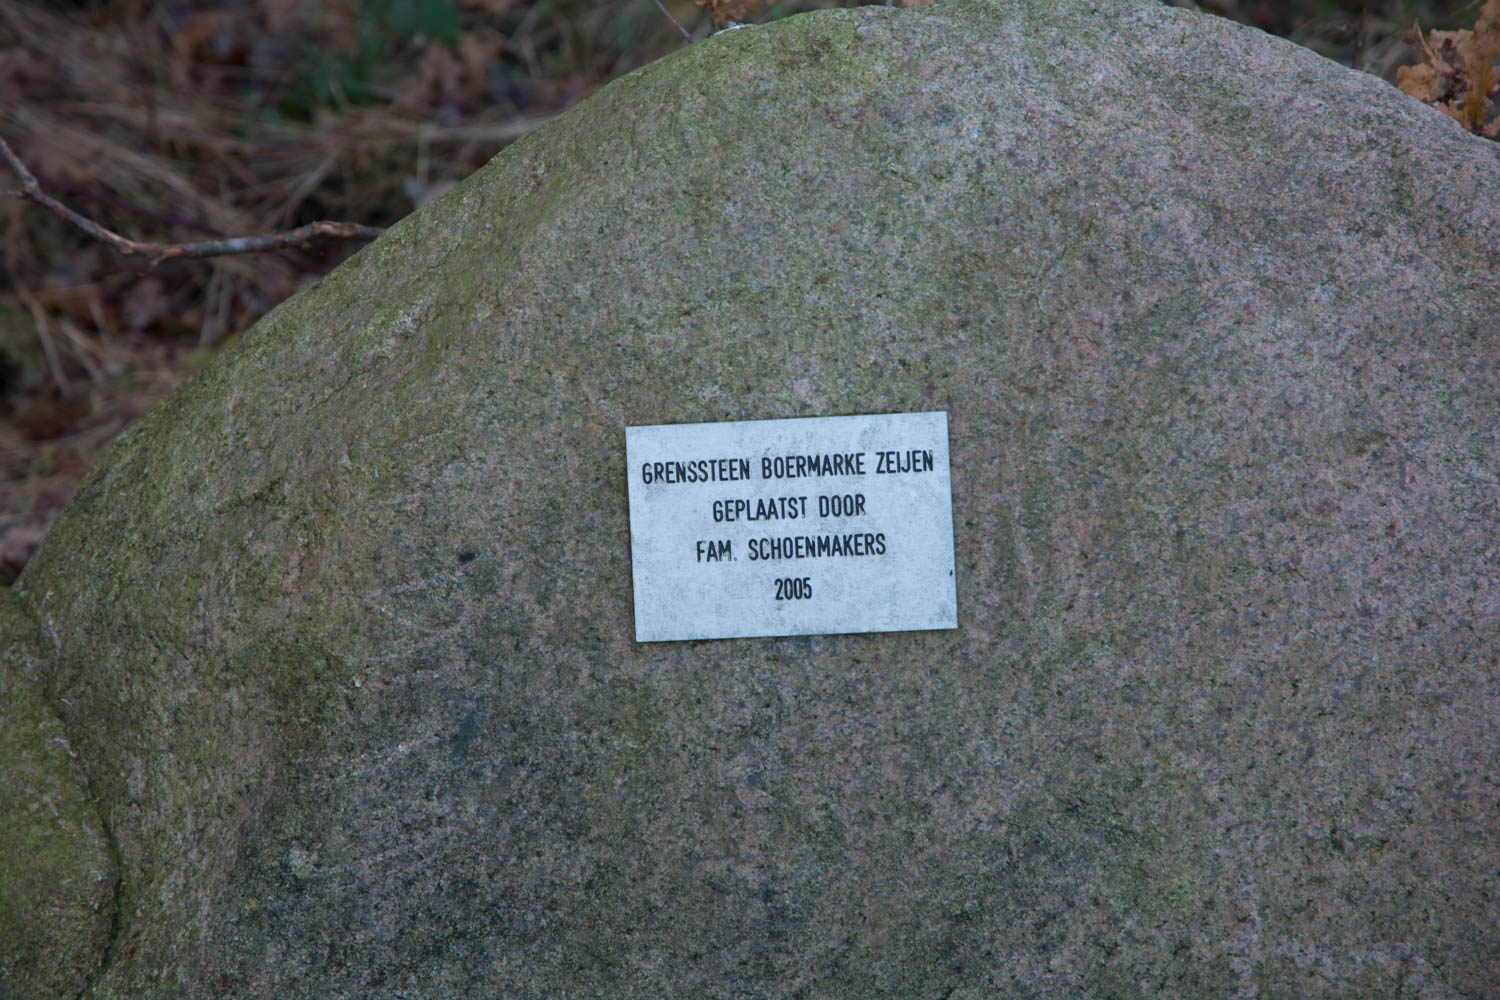 GRENSSTEEN BOERMARKE ZEIJEN
GEPLAATST DOOR
FAM. SCHOENMAKERS
2005